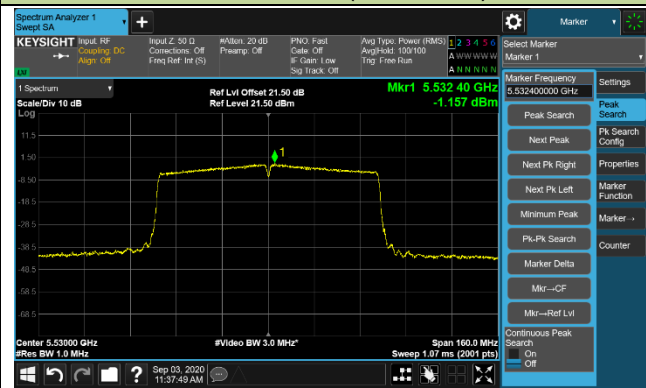 Spectrum Analyzer 1
Swept SA
+
Marker
KEYSIGHT Input: RF
Coupling: DC
Align: Off
Input Z: 50 Ω
Corrections: Off
Freq Ref: Int (S)
#Atten: 20 dB
Preamp: Off
PNO: Fast
Gate: Off
IF Gain: Low
Sig Track: Off
Avg Type: Power (RMS)
Avg|Hold: 100/100
Trig: Free Run
1 2 3 4 5 6
A W W W W W
A N N N N N
LXI
Select Marker
Marker 1
1 Spectrum
Scale/Div 10 dB
Log
Ref Lvl Offset 21.50 dB
Ref Level 21.50 dBm
Mkr1 5.532 40 GHz
-1.157 dBm
11.5
1.50
-8.50
-18.5
-28.5
-38.5
-48.5
-58.5
-68.5
1
Center 5.53000 GHz
#Res BW 1.0 MHz
#Video BW 3.0 MHz*
Span 160.0 MHz
Sweep 1.07 ms (2001 pts)
Marker Frequency
5.532400000 GHz
Peak Search
Next Peak
Next Pk Right
Next Pk Left
Minimum Peak
Pk-Pk Search
Marker Delta
Mkr→CF
Mkr→Ref Lvl
Continuous Peak
Search
On
Off
Settings
Peak
Search
Pk Search
Config
Properties
Marker
Function
Marker→
Counter
?
Sep 03, 2020
11:37:49 AM